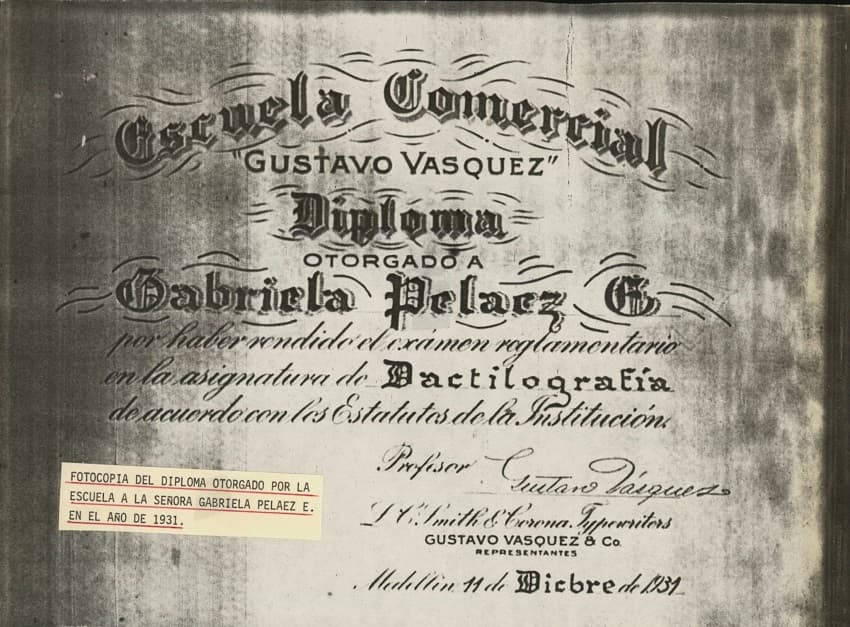 Escuela Comercial
"GUSTAVO VASQUEZ"
Diploma
OTORGADO A
Gabriela Pelaez E.
por haber rendido el exámen reglamentario
en la asignatura de Dactilografía
de acuerdo con los Estatutos de la Institución.
Profesor Gustavo Vásquez
L C Smith & Corona Typewriters
GUSTAVO VASQUEZ & Co.
REPRESENTANTES
Medellin 11 de Dicbre de 1931
FOTOCOPIA DEL DIPLOMA OTORGADO POR LA
ESCUELA A LA SEÑORA GABRIELA PELAEZ E.
EN EL AÑO DE 1931.